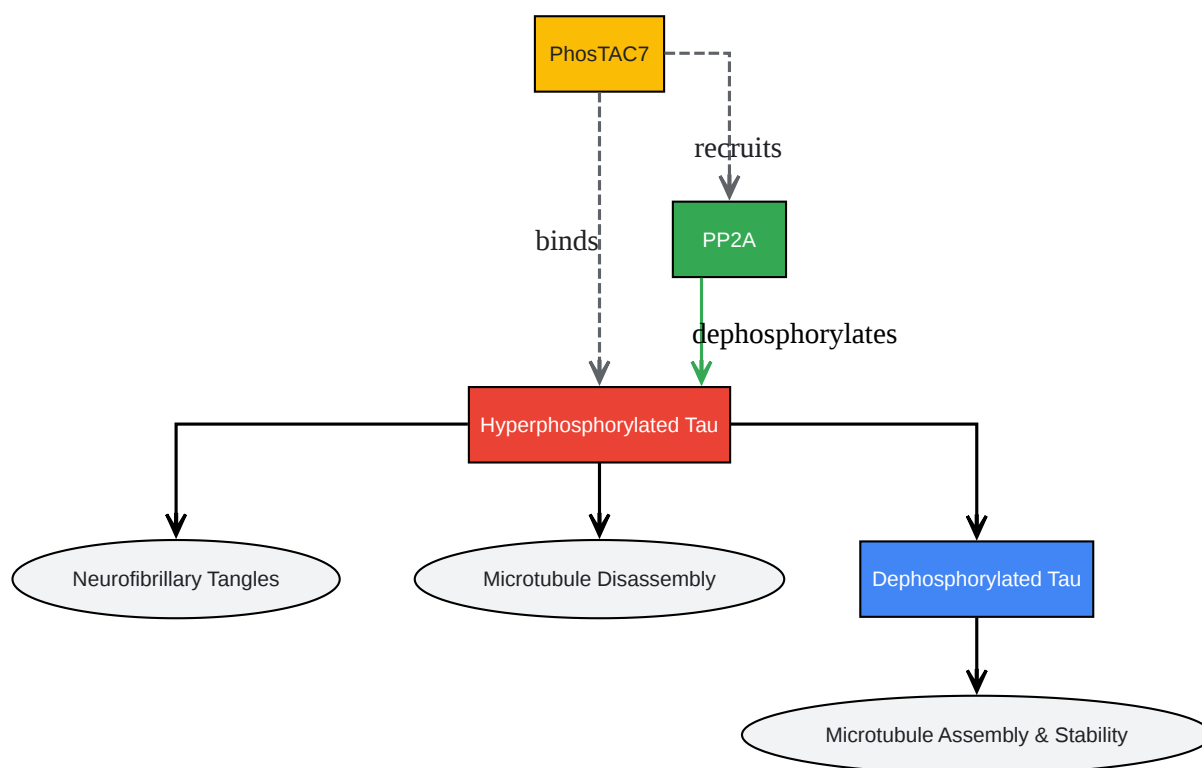 PhosTAC7
recruits
PP2A
binds
dephosphorylates
Hyperphosphorylated Tau
Neurofibrillary Tangles
Microtubule Disassembly
Dephosphorylated Tau
Microtubule Assembly & Stability